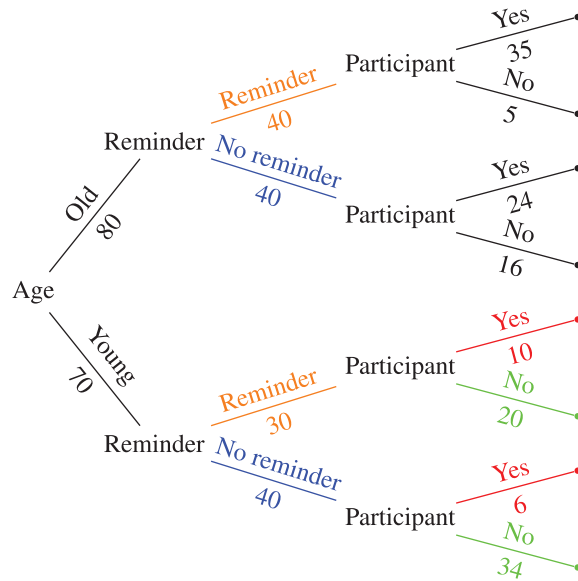 Yes
35
Participant
Reminder
40
No
5
Reminder
No reminder
40
Yes
24
Participant
No
16
Old
80
Age
Young
70
Yes
10
Participant
Reminder
30
No
20
Reminder
No reminder
40
Yes
6
Participant
No
34